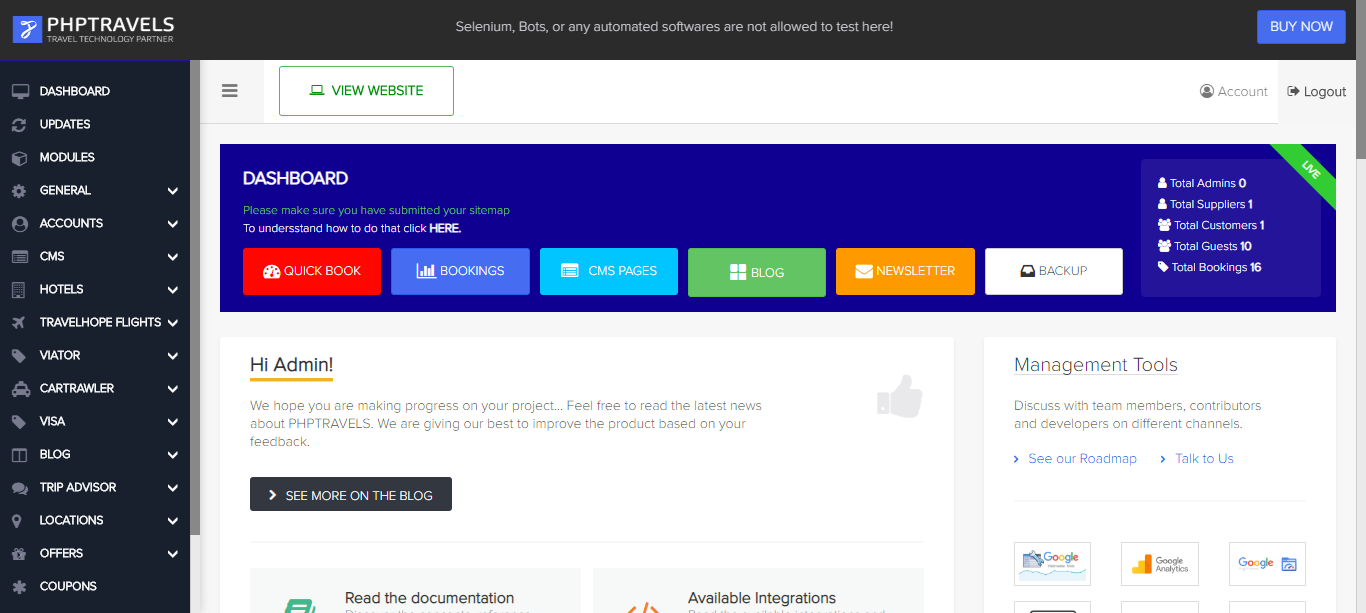 PHPTRAVELS
TRAVEL TECHNOLOGY PARTNER
Selenium, Bots, or any automated softwares are not allowed to test here!
BUY NOW
DASHBOARD
UPDATES
MODULES
GENERAL
ACCOUNTS
CMS
HOTELS
TRAVELHOPE FLIGHTS
VIATOR
CARTRAWLER
VISA
BLOG
TRIP ADVISOR
LOCATIONS
OFFERS
COUPONS
VIEW WEBSITE
Account
Logout
DASHBOARD
Please make sure you have submitted your sitemap
To undersstand how to do that click HERE.
QUICK BOOK
BOOKINGS
CMS PAGES
BLOG
NEWSLETTER
BACKUP
LIVE
Total Admins 0
Total Suppliers 1
Total Customers 1
Total Guests 10
Total Bookings 16
Hi Admin!
We hope you are making progress on your project... Feel free to read the latest news
about PHPTRAVELS. We are giving our best to improve the product based on your
feedback.
SEE MORE ON THE BLOG
Read the documentation
Available Integrations
Management Tools
Discuss with team members, contributors
and developers on different channels.
See our Roadmap
Talk to Us
Google
Google
Analytics
Google